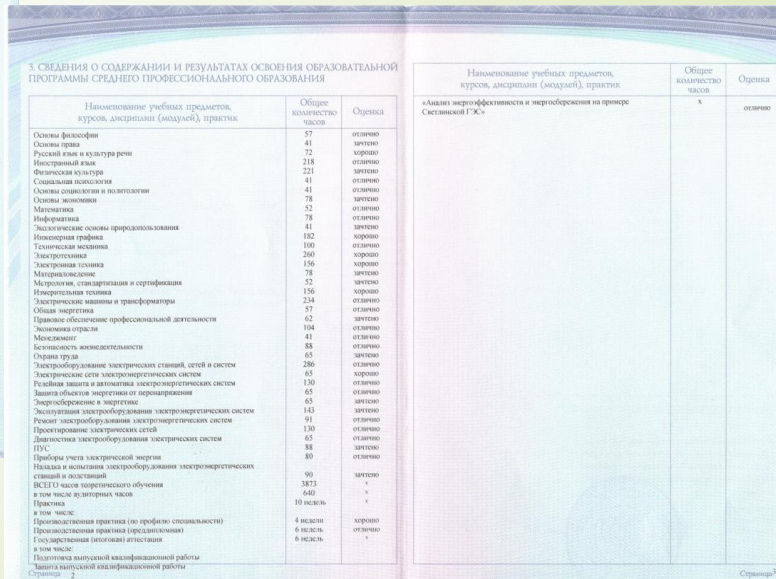 3. СВЕДЕНИЯ О СОДЕРЖАНИИ И РЕЗУЛЬТАТАХ ОСВОЕНИЯ ОБРАЗОВАТЕЛЬНОЙ
ПРОГРАММЫ СРЕДНЕГО ПРОФЕССИОНАЛЬНОГО ОБРАЗОВАНИЯ
Наименование учебных предметов, курсов, дисциплин (модулей), практик Общее количество часов Оценка
Основы философии 57 отлично
Основы права 41 зачтено
Русский язык и культура речи 72 хорошо
Иностранный язык 218 отлично
Физическая культура 221 зачтено
Социальная психология 41 отлично
Основы социологии и политологии 41 отлично
Основы экономики 78 зачтено
Математика 52 отлично
Информатика 78 отлично
Экологические основы природопользования 41 зачтено
Инженерная графика 182 хорошо
Техническая механика 100 отлично
Электротехника 260 хорошо
Электронная техника 156 хорошо
Материаловедение 78 зачтено
Метрология, стандартизация и сертификация 52 зачтено
Измерительная техника 156 хорошо
Электрические машины и трансформаторы 234 отлично
Общая энергетика 57 отлично
Правовое обеспечение профессиональной деятельности 62 зачтено
Экономика отрасли 104 отлично
Менеджмент 41 отлично
Безопасность жизнедеятельности 88 отлично
Охрана труда 65 зачтено
Электрооборудование электрических станций, сетей и систем 286 отлично
Электрические сети электроэнергетических систем 65 хорошо
Релейная защита и автоматика электроэнергетических систем 130 отлично
Защита объектов энергетики от перенапряжения 65 отлично
Энергосбережение в энергетике 65 зачтено
Эксплуатация электрооборудования электроэнергетических систем 143 зачтено
Ремонт электрооборудования электроэнергетических систем 91 отлично
Проектирование электрических сетей 130 отлично
Диагностика электрооборудования электрических систем 65 отлично
ПУС 88 зачтено
Приборы учета электрической энергии 80 отлично
Наладка и испытания электрооборудования электроэнергетических
станций и подстанций 90 зачтено
ВСЕГО часов теоретического обучения 3873 х
в том числе аудиторных часов 640 х
Практика 10 недель х
в том числе:
Производственная практика (по профилю специальности) 4 недели хорошо
Производственная практика (преддипломная) 6 недель отлично
Государственная (итоговая) аттестация 6 недель х
в том числе:
Подготовка выпускной квалификационной работы
Защита выпускной квалификационной работы
Страница 2
Наименование учебных предметов, курсов, дисциплин (модулей), практик Общее количество часов Оценка
«Анализ энергоэффективности и энергосбережения на примере х отлично
Светлинской ГЭС»
Страница 3